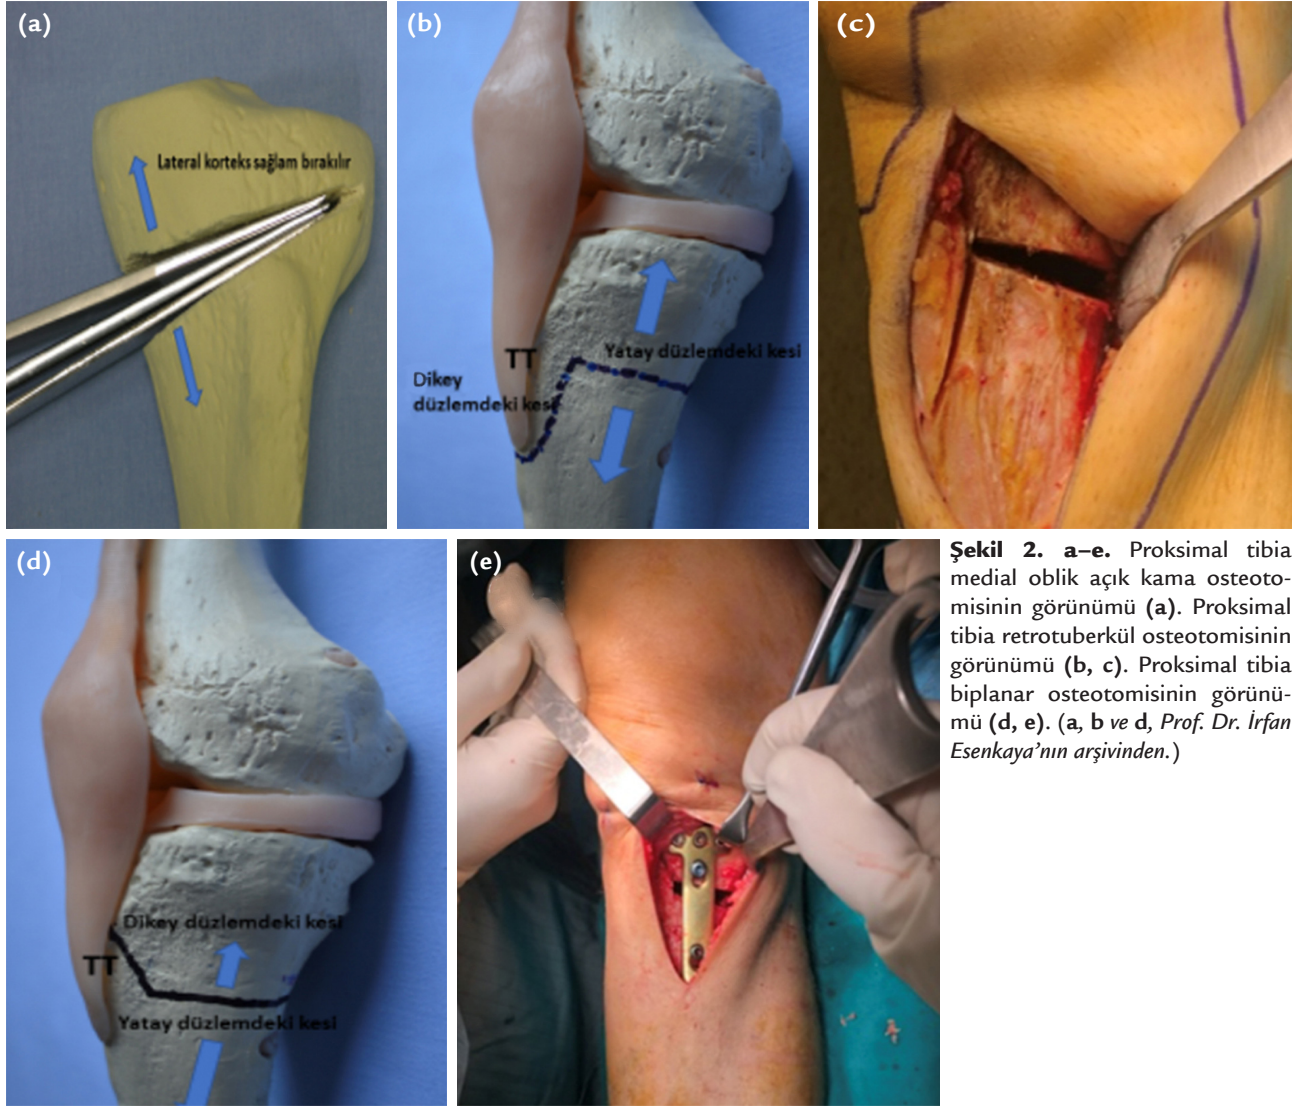 (a)
Lateral korteks sağlam bırakılır
(b)
TT
Yatay düzlemdeki kesi
Dikey
düzlemdeki kesi
(c)
(d)
Dikey düzlemdeki kesi
TT
Yatay düzlemdeki kesi
(e)
Şekil 2. a–e. Proksimal tibia
medial oblik açık kama osteoto-
misinin görünümü (a). Proksimal
tibia retrotuberkül osteotomisinin
görünümü (b, c). Proksimal tibia
biplanar osteotomisinin görünü-
mü (d, e). (a, b ve d, Prof. Dr. İrfan
Esenkaya’nın arşivinden.)